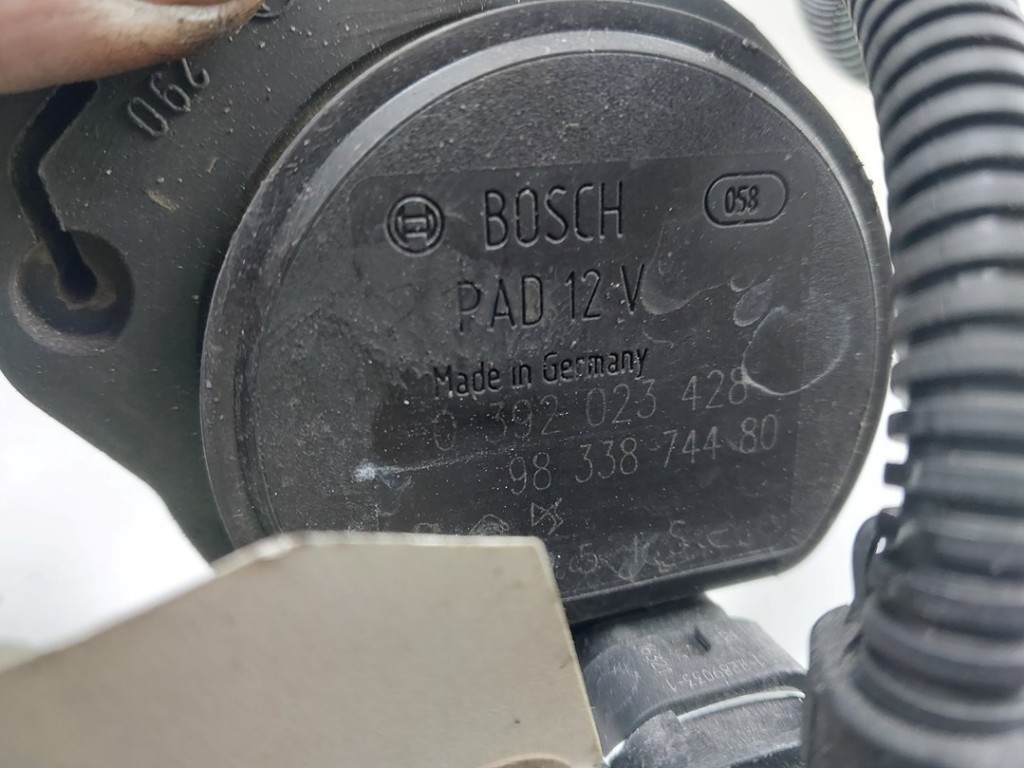 062
BOSCH
058
PAD 12 V
Made in Germany
0 392 023 428
98 338 744 80